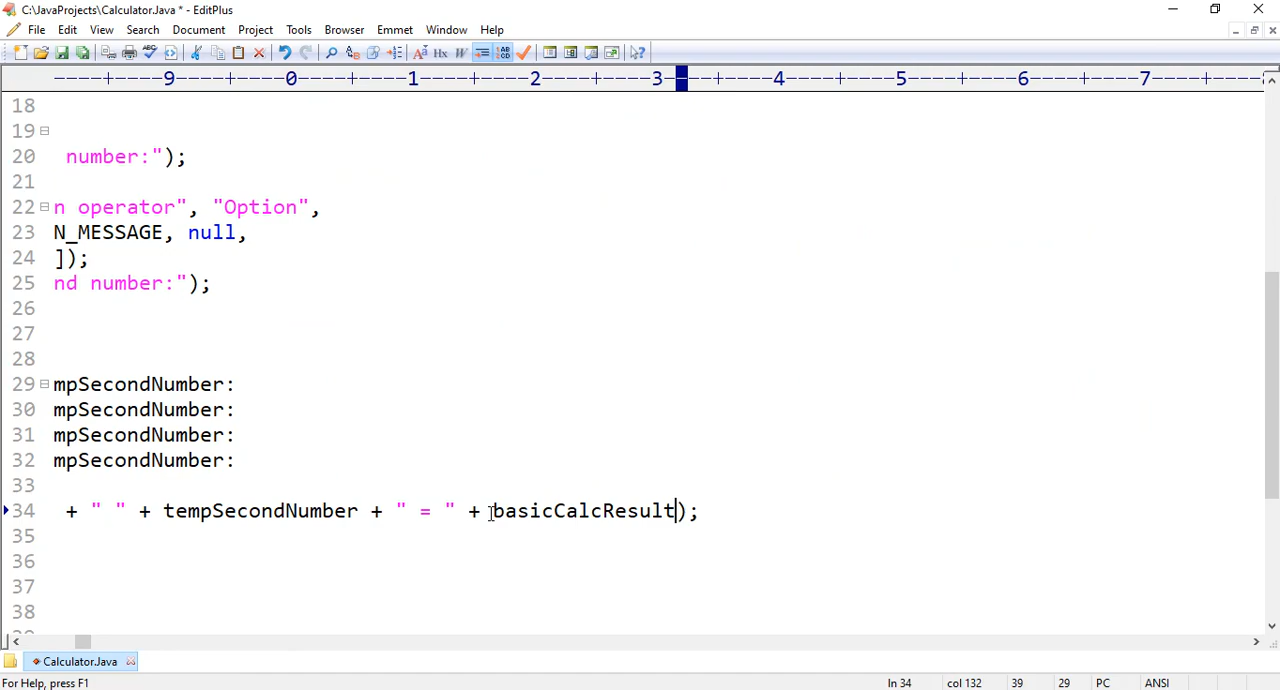 C:\JavaProjects\Calculator.Java * - EditPlus
File Edit View Search Document Project Tools Browser Emmet Window Help
----+----9----+----0----+----1----+----2----+----3----+----4----+----5----+----6----+----7----+----
18
19
20 number:");
21
22 n operator", "Option",
23 N_MESSAGE, null,
24 ]);
25 nd number:");
26
27
28
29 mpSecondNumber:
30 mpSecondNumber:
31 mpSecondNumber:
32 mpSecondNumber:
33
34 + " " + tempSecondNumber + " = " + basicCalcResult);
35
36
37
38
Calculator.Java
For Help, press F1 ln 34 col 132 39 29 PC ANSI